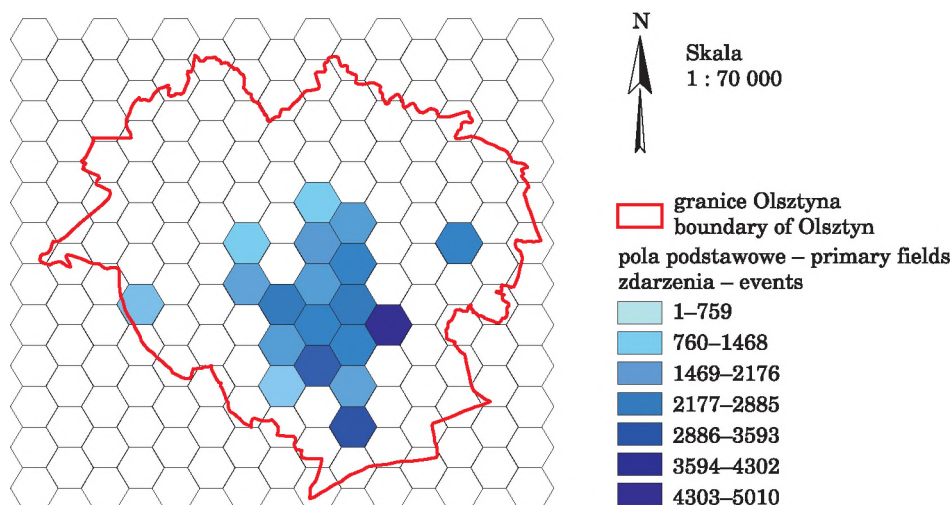 N
Skala
1 : 70 000
granice Olsztyna
boundary of Olsztyn
pola podstawowe – primary fields
zdarzenia – events
1–759
760–1468
1469–2176
2177–2885
2886–3593
3594–4302
4303–5010